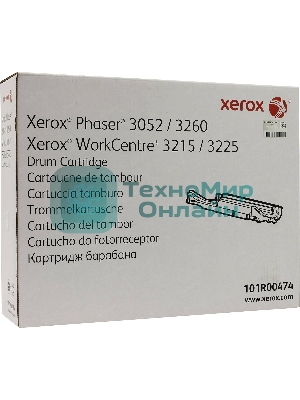 xerox
Xerox® Phaser® 3052 / 3260
Xerox® WorkCentre® 3215 / 3225
Drum Cartridge
Cartouche de tambour
Cartuccia tamburo
Trommelkartusche
Cartucho del tambor
Cartucho do fotorreceptor
Картридж барабана
ТехноМир
Онлайн
101R00474
www.xerox.com